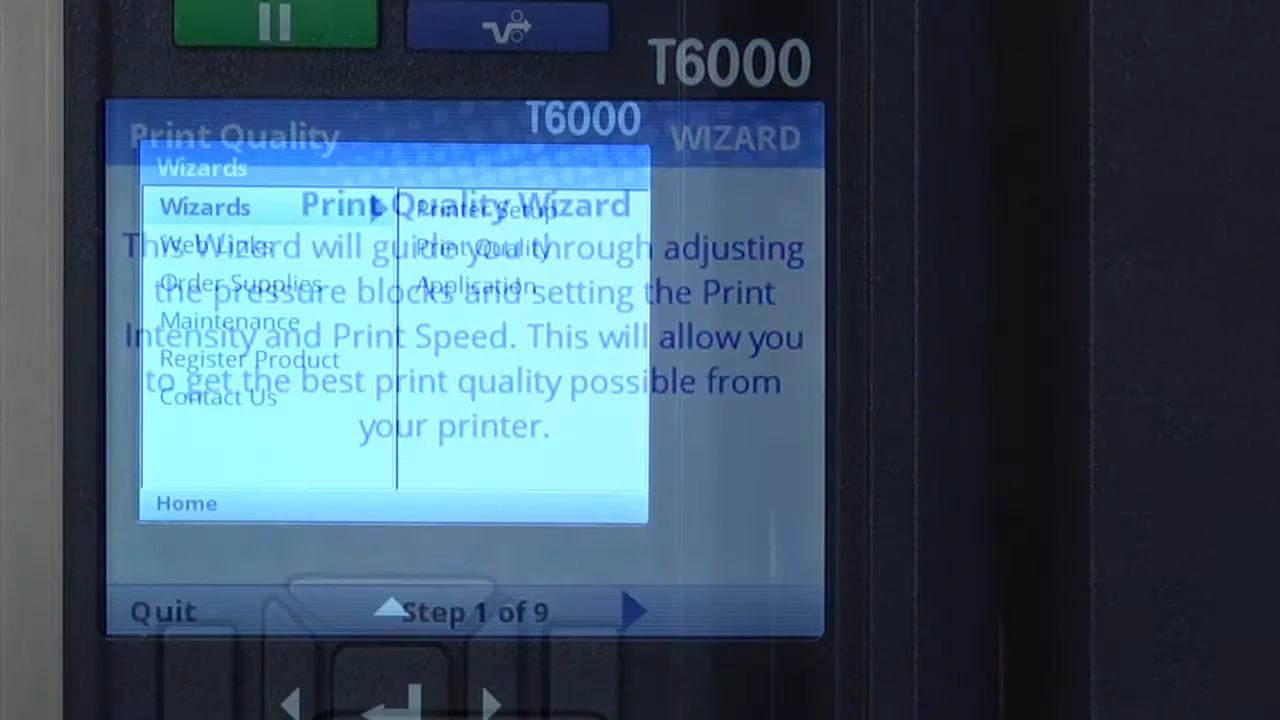 T6000
T6000
Print Quality
WIZARD
Wizards
Wizards
Web Links
Order Supplies
Maintenance
Register Product
Contact Us
Printer Setup
Print Quality
Application
Home
Print Quality Wizard
This Wizard will guide you through adjusting
the pressure blocks and setting the Print
Intensity and Print Speed. This will allow you
to get the best print quality possible from
your printer.
Quit
Step 1 of 9